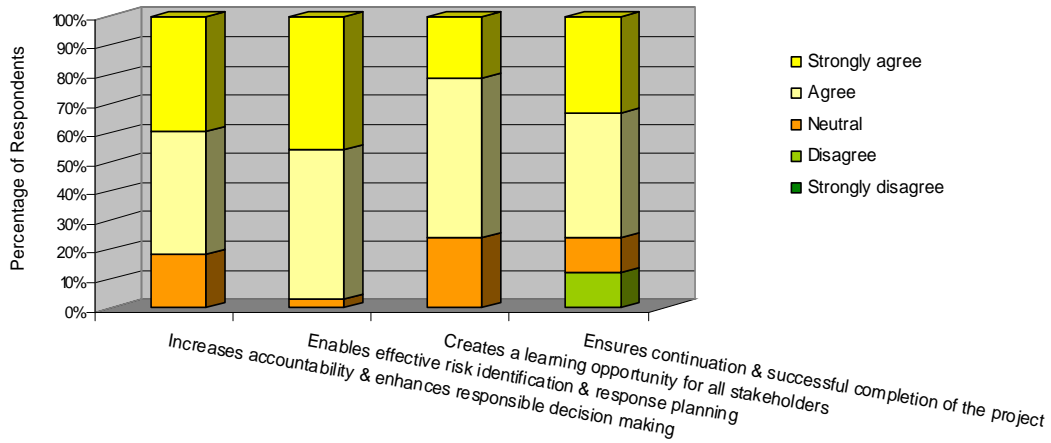 Percentage of Respondents
100%
90%
80%
70%
60%
50%
40%
30%
20%
10%
0%
Increases accountability & enhances responsible decision making
Enables effective risk identification & response planning
Creates a learning opportunity for all stakeholders
Ensures continuation & successful completion of the project
Strongly agree
Agree
Neutral
Disagree
Strongly disagree